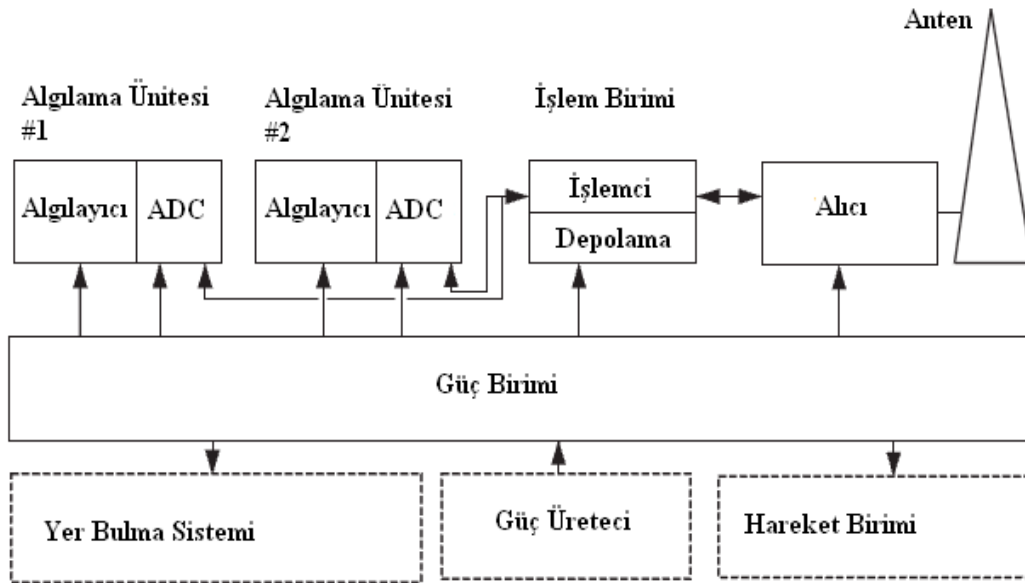 Anten
Algılama Ünitesi
#1
Algılama Ünitesi
#2
İşlem Birimi
Algılayıcı
ADC
Algılayıcı
ADC
İşlemci
Depolama
Alıcı
Güç Birimi
Yer Bulma Sistemi
Güç Üreteci
Hareket Birimi